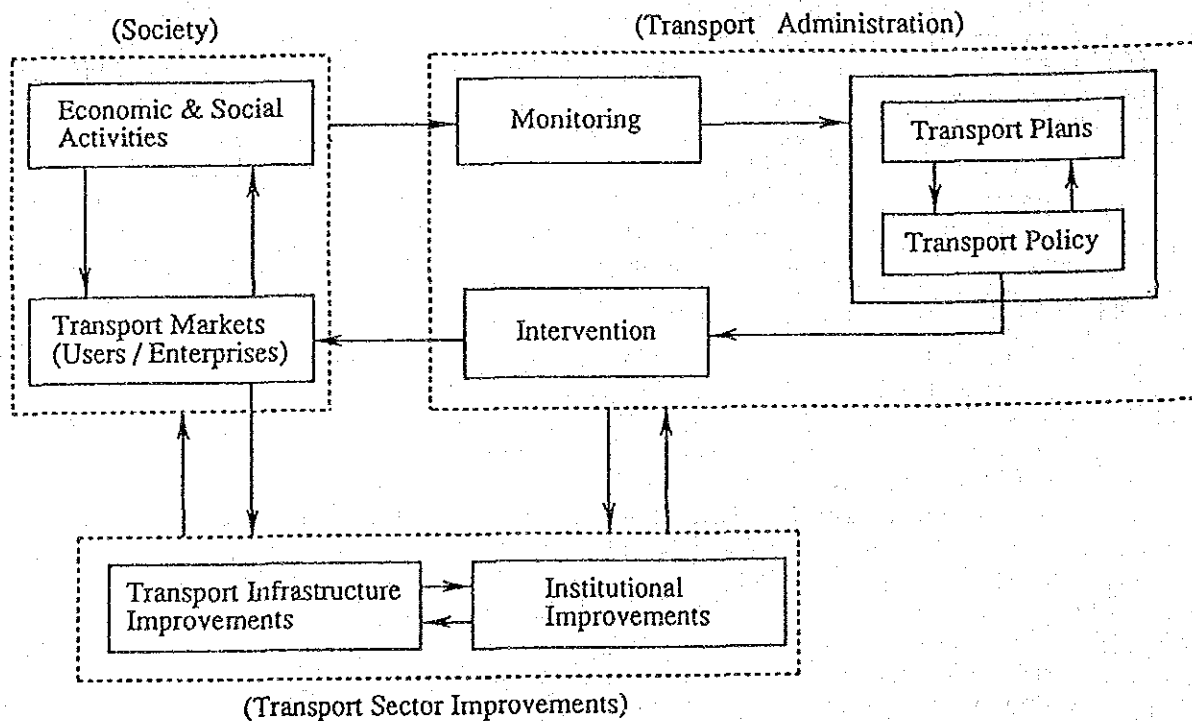 (Society)
(Transport Administration)
Economic & Social
Activities
Monitoring
Transport Plans
Transport Policy
Transport Markets
(Users / Enterprises)
Intervention
Transport Infrastructure
Improvements
Institutional
Improvements
(Transport Sector Improvements)